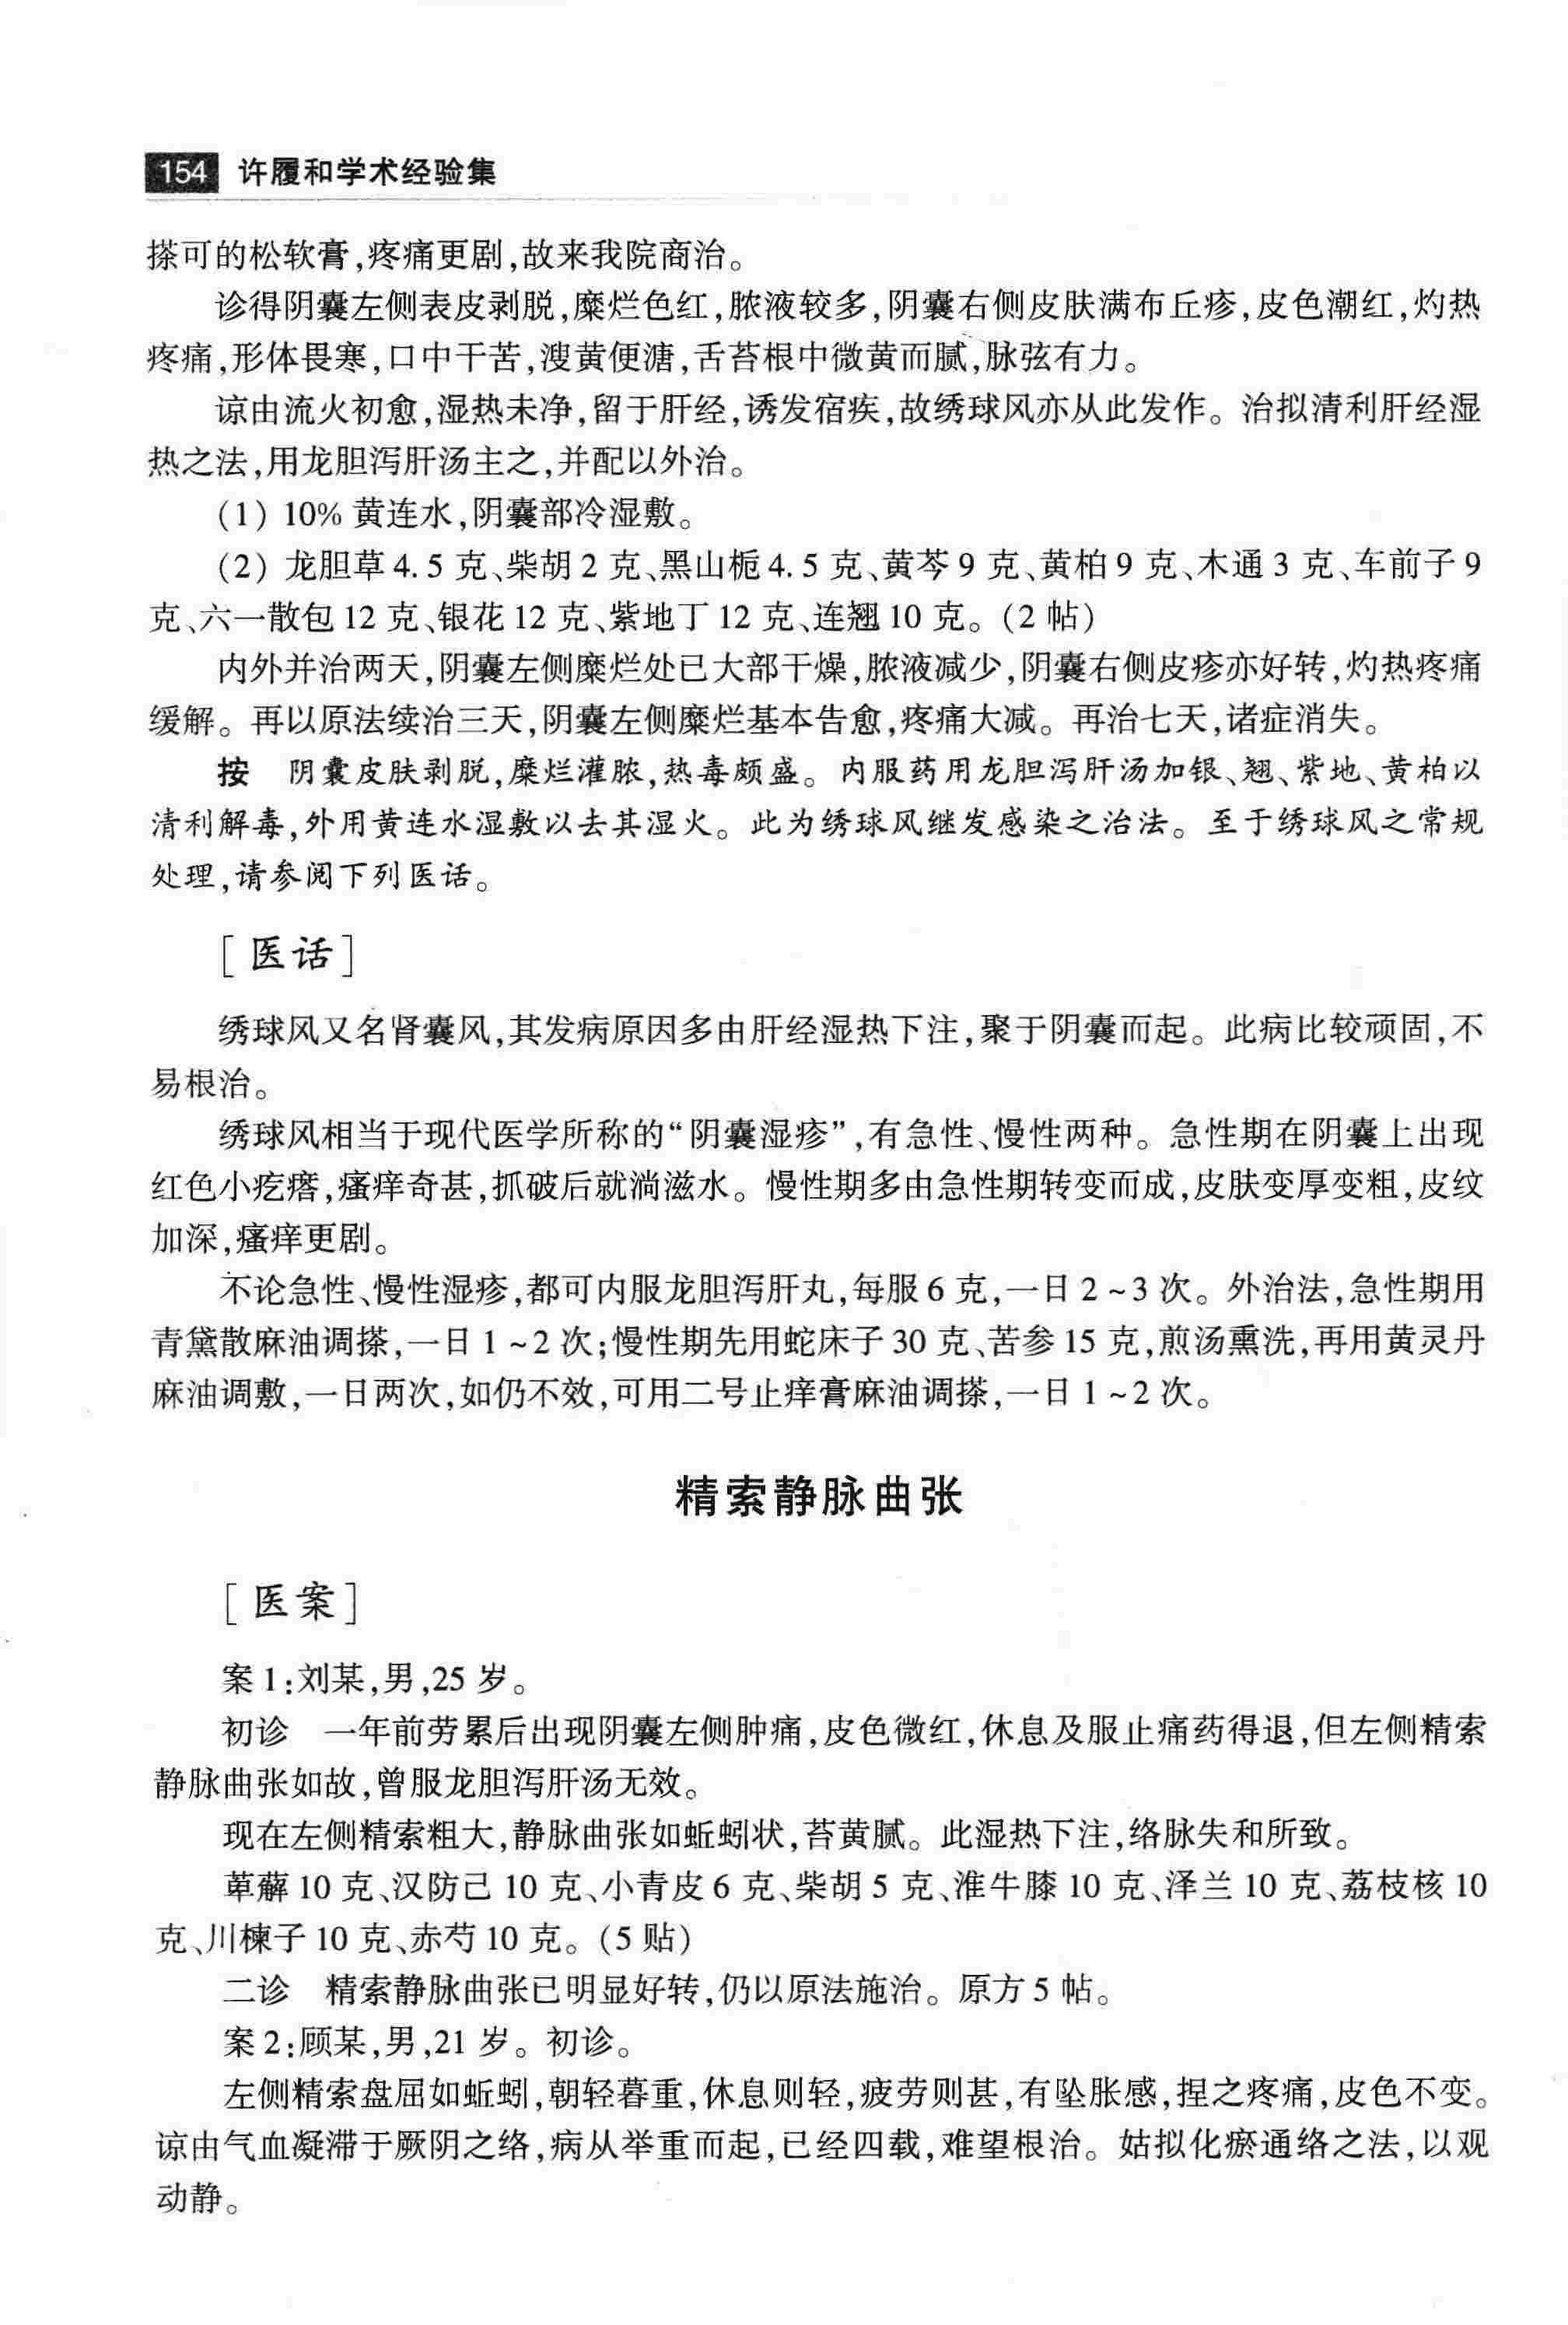 154 许履和学术经验集
搽可的松软膏,疼痛更剧,故来我院商治。
诊得阴囊左侧表皮剥脱,糜烂色红,脓液较多,阴囊右侧皮肤满布丘疹,皮色潮红,灼热
疼痛,形体畏寒,口中干苦,溲黄便溏,舌苔根中微黄而腻,脉弦有力。
谅由流火初愈,湿热未净,留于肝经,诱发宿疾,故绣球风亦从此发作。治拟清利肝经湿
热之法,用龙胆泻肝汤主之,并配以外治。
(1) 10% 黄连水,阴囊部冷湿敷。
(2) 龙胆草 4.5 克、柴胡 2 克、黑山栀 4.5 克、黄芩 9 克、黄柏 9 克、木通 3 克、车前子 9
克、六一散包 12 克、银花 12 克、紫地丁 12 克、连翘 10 克。(2 帖)
内外并治两天,阴囊左侧糜烂处已大部干燥,脓液减少,阴囊右侧皮疹亦好转,灼热疼痛
缓解。再以原法续治三天,阴囊左侧糜烂基本告愈,疼痛大减。再治七天,诸症消失。
按 阴囊皮肤剥脱,糜烂灌脓,热毒颇盛。内服药用龙胆泻肝汤加银、翘、紫地、黄柏以
清利解毒,外用黄连水湿敷以去其湿火。此为绣球风继发感染之治法。至于绣球风之常规
处理,请参阅下列医话。
[医话]
绣球风又名肾囊风,其发病原因多由肝经湿热下注,聚于阴囊而起。此病比较顽固,不
易根治。
绣球风相当于现代医学所称的“阴囊湿疹”,有急性、慢性两种。急性期在阴囊上出现
红色小疙瘩,瘙痒奇甚,抓破后就淌滋水。慢性期多由急性期转变而成,皮肤变厚变粗,皮纹
加深,瘙痒更剧。
不论急性、慢性湿疹,都可内服龙胆泻肝丸,每服 6 克,一日 2~3 次。外治法,急性期用
青黛散麻油调搽,一日 1~2 次;慢性期先用蛇床子 30 克、苦参 15 克,煎汤熏洗,再用黄灵丹
麻油调敷,一日两次,如仍不效,可用二号止痒膏麻油调搽,一日 1~2 次。
精索静脉曲张
[医案]
案 1:刘某,男,25 岁。
初诊 一年前劳累后出现阴囊左侧肿痛,皮色微红,休息及服止痛药得退,但左侧精索
静脉曲张如故,曾服龙胆泻肝汤无效。
现在左侧精索粗大,静脉曲张如蚯蚓状,苔黄腻。此湿热下注,络脉失和所致。
萆薢 10 克、汉防己 10 克、小青皮 6 克、柴胡 5 克、淮牛膝 10 克、泽兰 10 克、荔枝核 10
克、川楝子 10 克、赤芍 10 克。(5 贴)
二诊 精索静脉曲张已明显好转,仍以原法施治。原方 5 帖。
案 2:顾某,男,21 岁。初诊。
左侧精索盘屈如蚯蚓,朝轻暮重,休息则轻,疲劳则甚,有坠胀感,捏之疼痛,皮色不变。
谅由气血凝滞于厥阴之络,病从举重而起,已经四载,难望根治。姑拟化瘀通络之法,以观
动静。